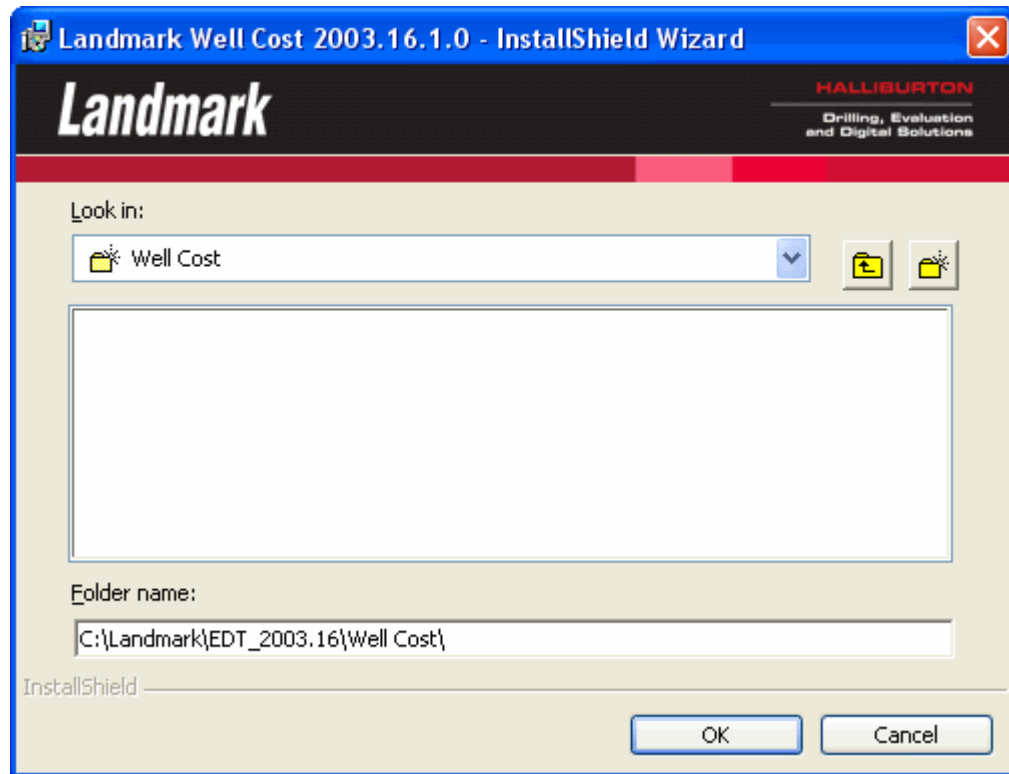 Landmark Well Cost 2003.16.1.0 - InstallShield Wizard
Landmark
HALLIBURTON
Drilling, Evaluation
and Digital Solutions
Look in:
Well Cost
Folder name:
C:\Landmark\EDT_2003.16\Well Cost\
InstallShield
OK
Cancel